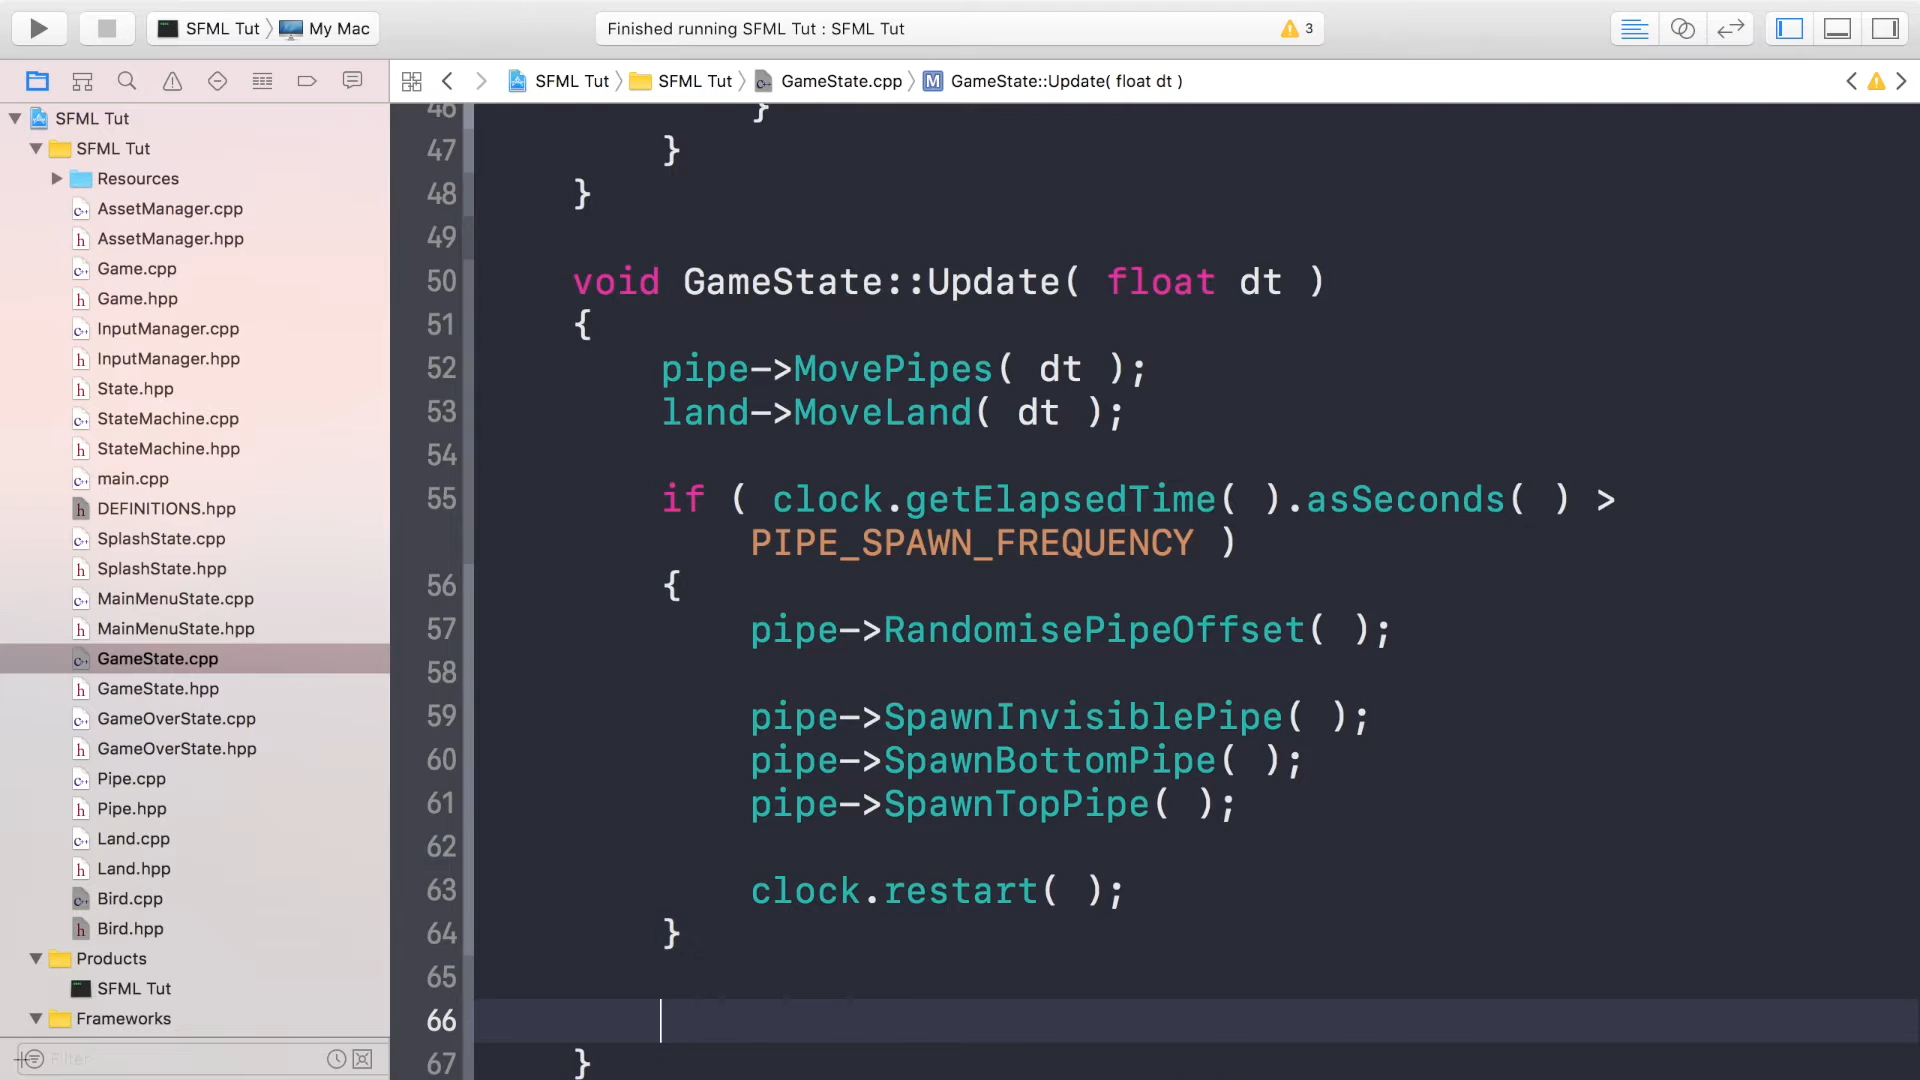 SFML Tut My Mac
Finished running SFML Tut : SFML Tut
3
SFML Tut SFML Tut GameState.cpp M GameState::Update( float dt )
SFML Tut
SFML Tut
Resources
AssetManager.cpp
AssetManager.hpp
Game.cpp
Game.hpp
InputManager.cpp
InputManager.hpp
State.hpp
StateMachine.cpp
StateMachine.hpp
main.cpp
DEFINITIONS.hpp
SplashState.cpp
SplashState.hpp
MainMenuState.cpp
MainMenuState.hpp
GameState.cpp
GameState.hpp
GameOverState.cpp
GameOverState.hpp
Pipe.cpp
Pipe.hpp
Land.cpp
Land.hpp
Bird.cpp
Bird.hpp
Products
SFML Tut
Frameworks
Filter
46 }
47 }
48 }
49
50 void GameState::Update( float dt )
51 {
52 pipe->MovePipes( dt );
53 land->MoveLand( dt );
54
55 if ( clock.getElapsedTime( ).asSeconds( ) >
PIPE_SPAWN_FREQUENCY )
56 {
57 pipe->RandomisePipeOffset( );
58
59 pipe->SpawnInvisiblePipe( );
60 pipe->SpawnBottomPipe( );
61 pipe->SpawnTopPipe( );
62
63 clock.restart( );
64 }
65
66
67 }